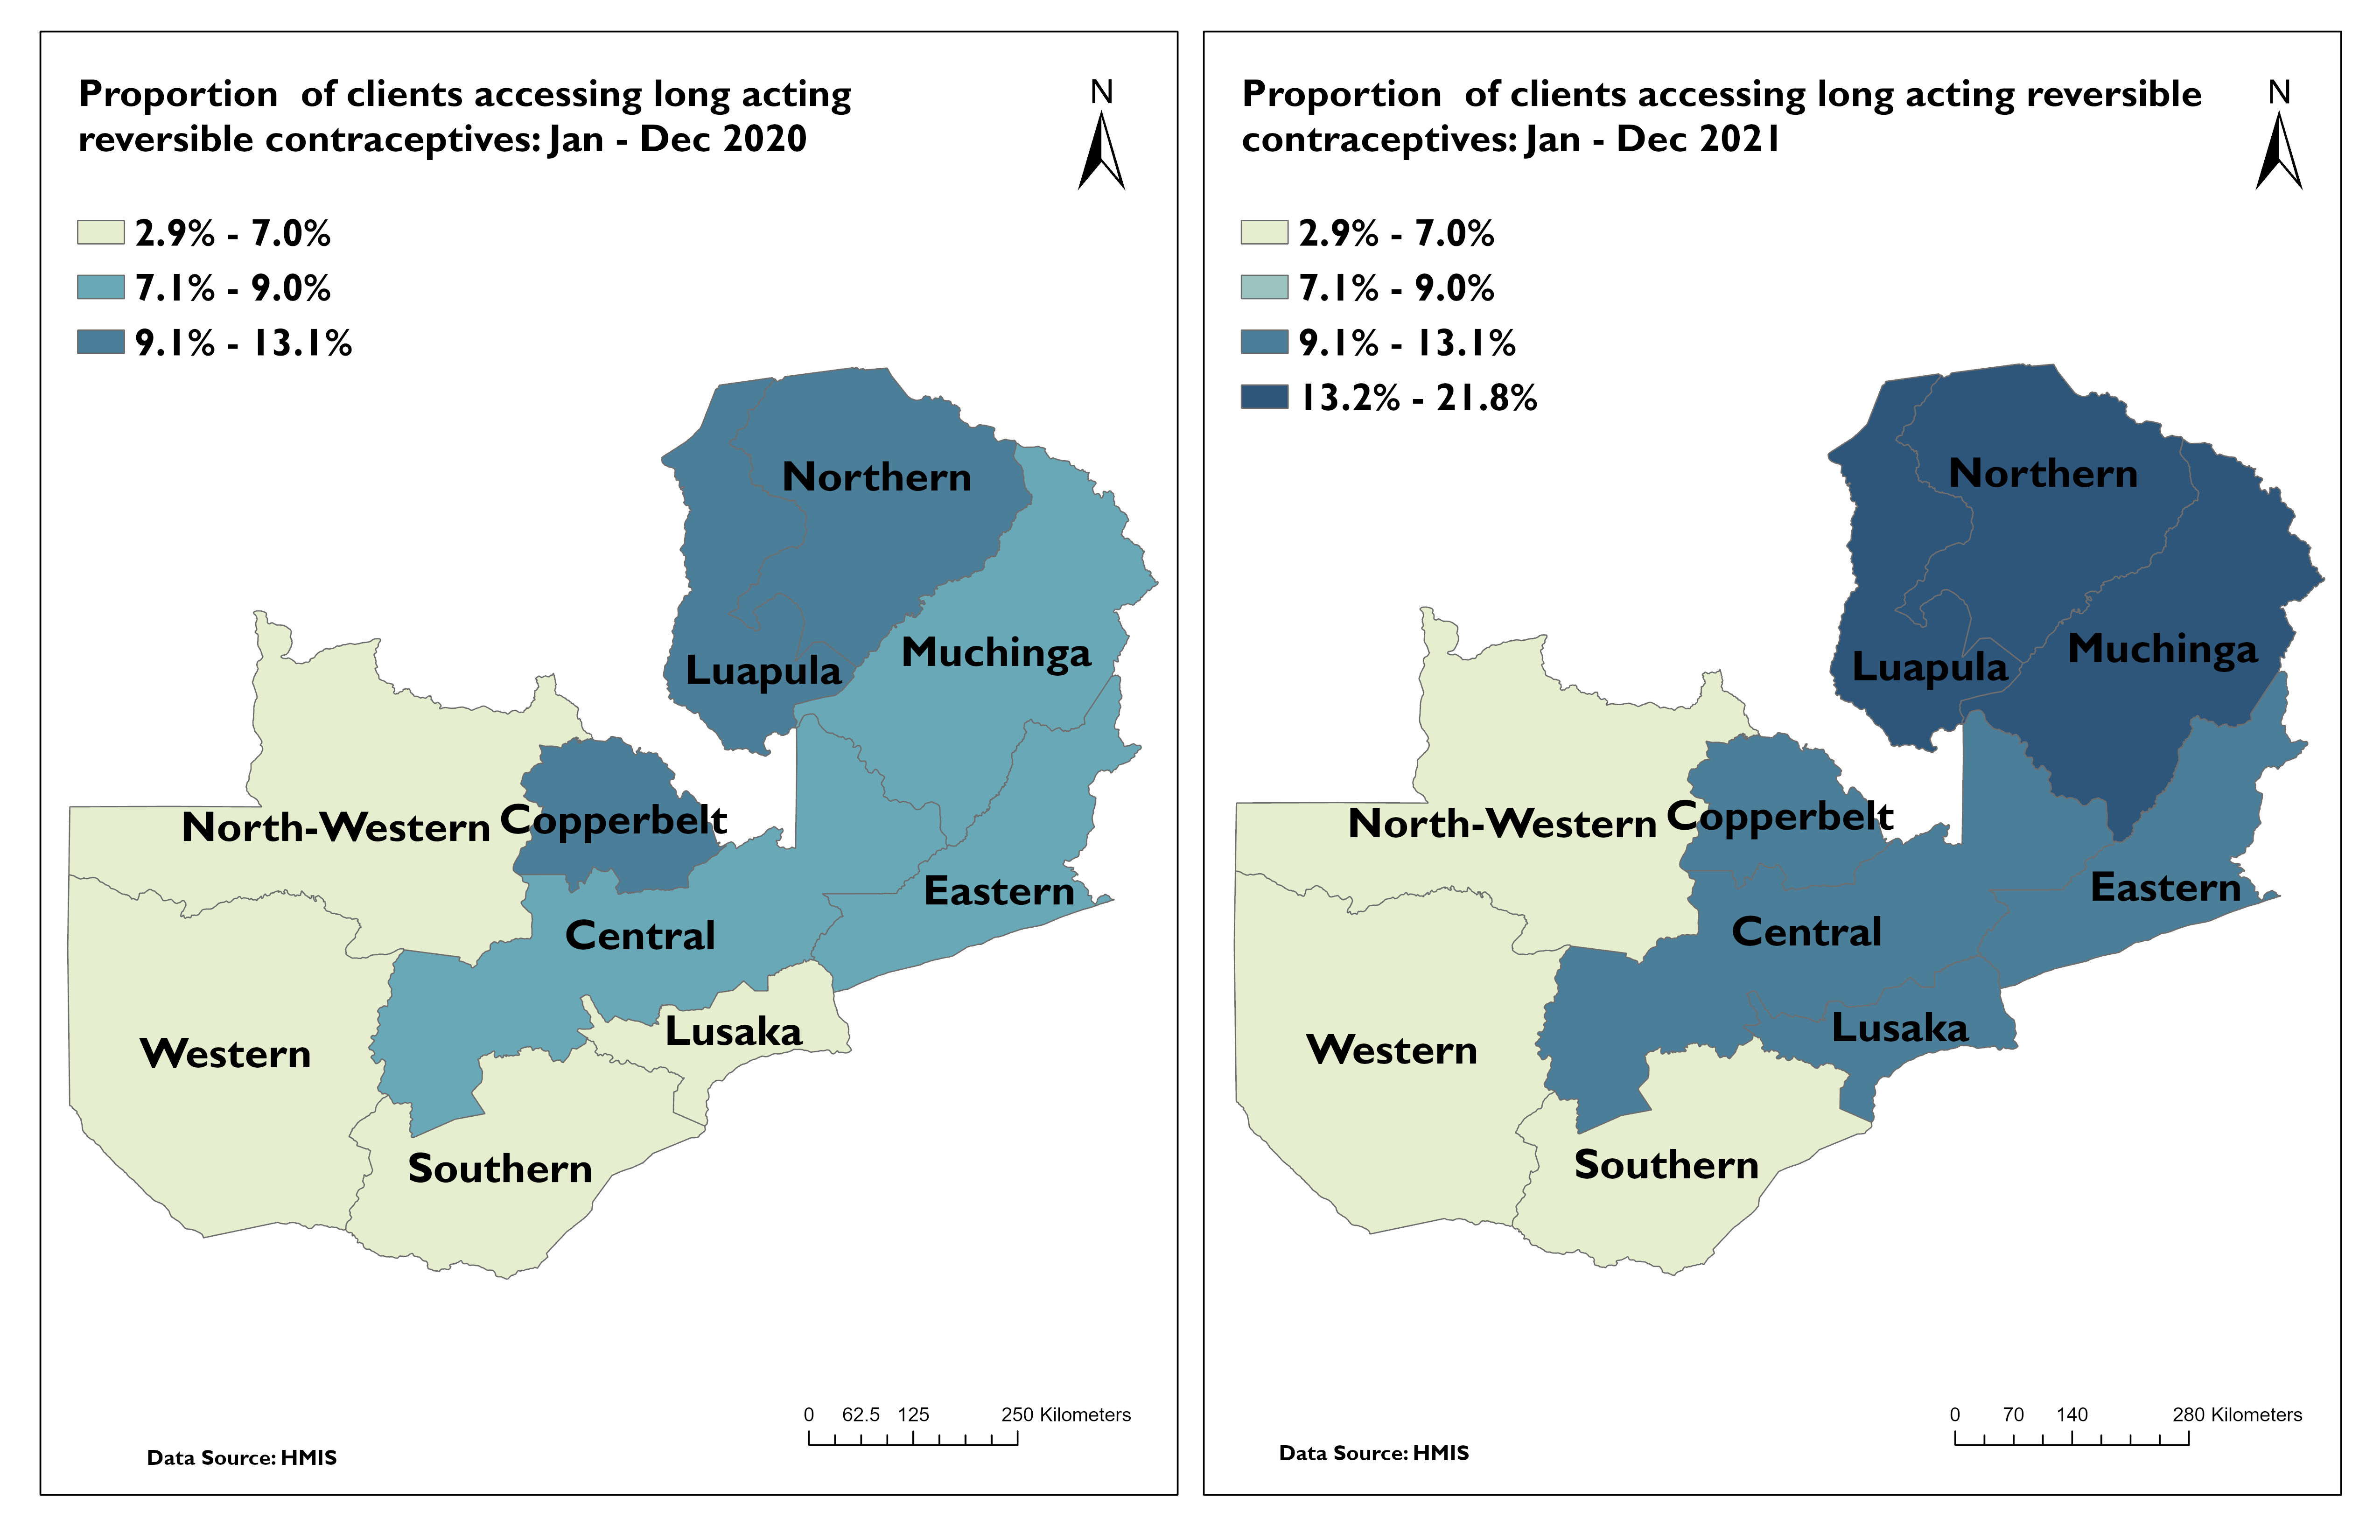 Proportion  of clients accessing long acting
reversible contraceptives: Jan - Dec 2020
N
2.9% - 7.0%
7.1% - 9.0%
9.1% - 13.1%
Northern
Muchinga
Luapula
Copperbelt
North-Western
Eastern
Central
Lusaka
Western
Southern
0 62.5 125 250 Kilometers
Data Source: HMIS
Proportion  of clients accessing long acting reversible
contraceptives: Jan - Dec 2021
N
2.9% - 7.0%
7.1% - 9.0%
9.1% - 13.1%
13.2% - 21.8%
Northern
Muchinga
Luapula
Copperbelt
North-Western
Eastern
Central
Lusaka
Western
Southern
0 70 140 280 Kilometers
Data Source: HMIS